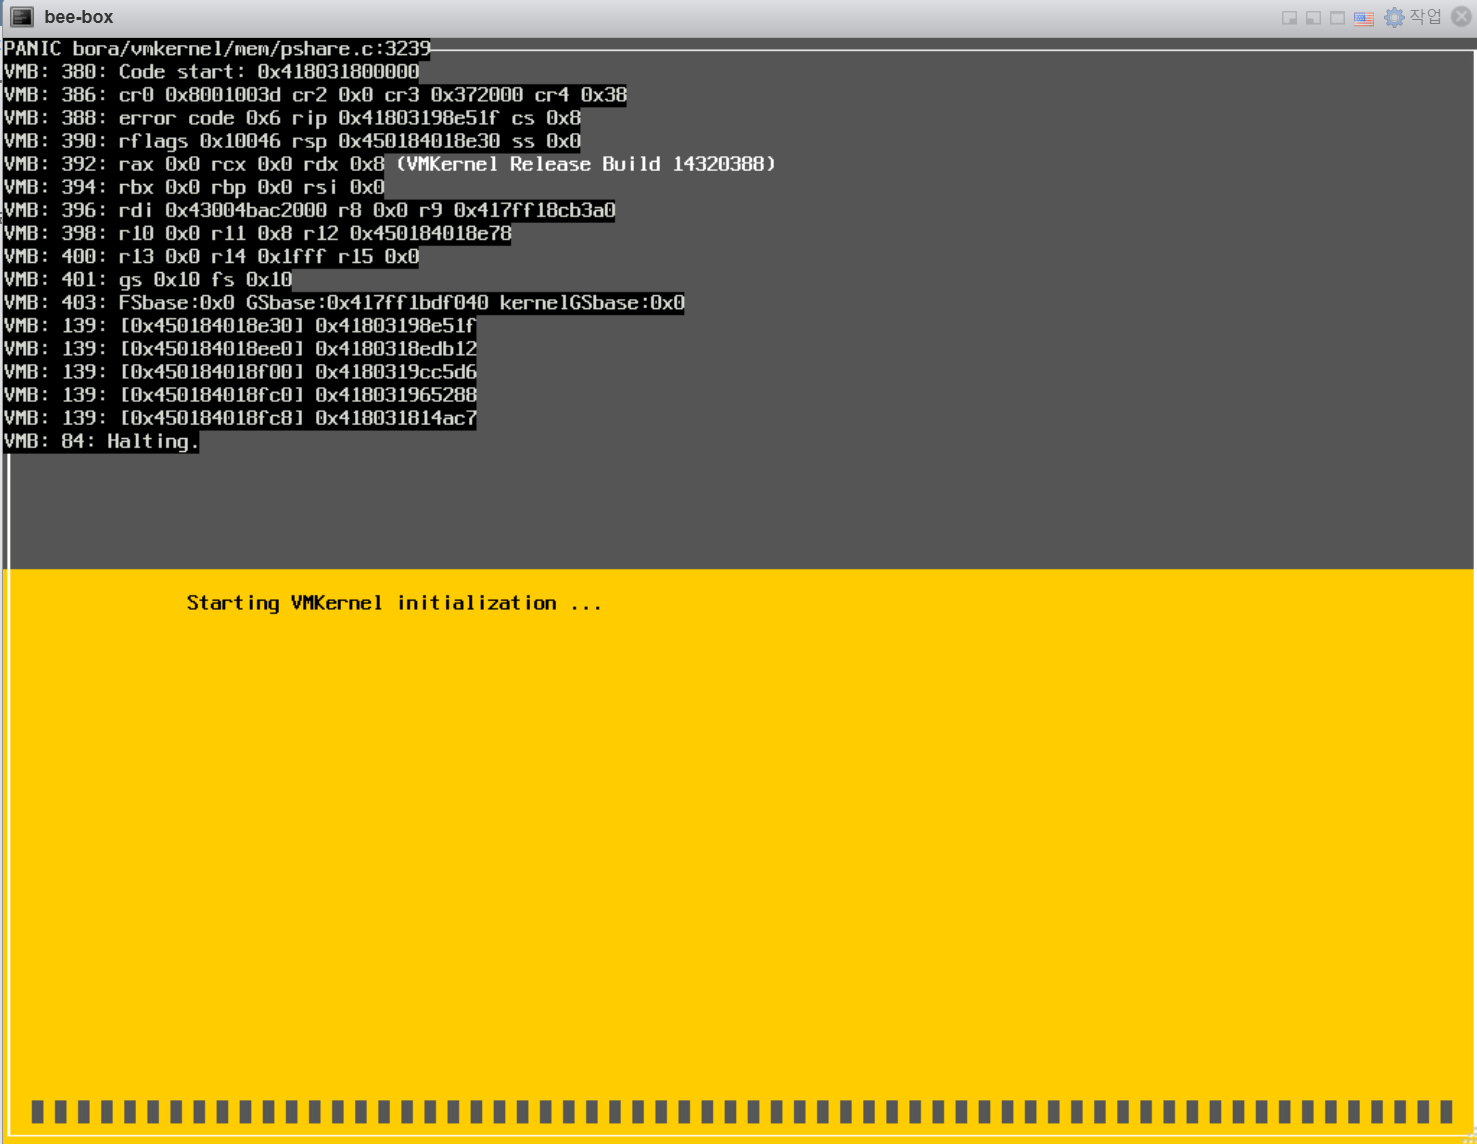 bee-box
작업
PANIC bora/vmkernel/mem/pshare.c:3239
VMB: 380: Code start: 0x418031800000
VMB: 386: cr0 0x8001003d cr2 0x0 cr3 0x372000 cr4 0x38
VMB: 388: error code 0x6 rip 0x41803198e51f cs 0x8
VMB: 390: rflags 0x10046 rsp 0x450184018e30 ss 0x0
VMB: 392: rax 0x0 rcx 0x0 rdx 0x8 (VMKernel Release Build 14320388)
VMB: 394: rbx 0x0 rbp 0x0 rsi 0x0
VMB: 396: rdi 0x43004bac2000 r8 0x0 r9 0x417ff18cb3a0
VMB: 398: r10 0x0 r11 0x8 r12 0x450184018e78
VMB: 400: r13 0x0 r14 0x1fff r15 0x0
VMB: 401: gs 0x10 fs 0x10
VMB: 403: FSbase:0x0 GSbase:0x417ff1bdf040 kernelGSbase:0x0
VMB: 139: [0x450184018e30] 0x41803198e51f
VMB: 139: [0x450184018ee0] 0x4180318edb12
VMB: 139: [0x450184018f00] 0x4180319cc5d6
VMB: 139: [0x450184018fc0] 0x418031965288
VMB: 139: [0x450184018fc8] 0x418031814ac7
VMB: 84: Halting.
Starting VMKernel initialization ...